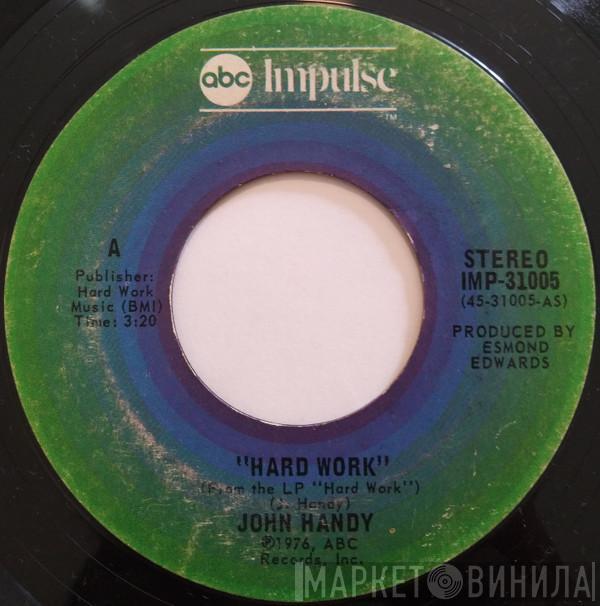 abc Impulse
TM
A
Publisher:
Hard Work
Music (BMI)
Time: 3:20
STEREO
IMP-31005
(45-31005-AS)
PRODUCED BY
ESMOND
EDWARDS
"HARD WORK"
(From the LP "Hard Work")
(J. Handy)
JOHN HANDY
℗1976, ABC
Records, Inc.
МАРКЕТ ВИНИЛА